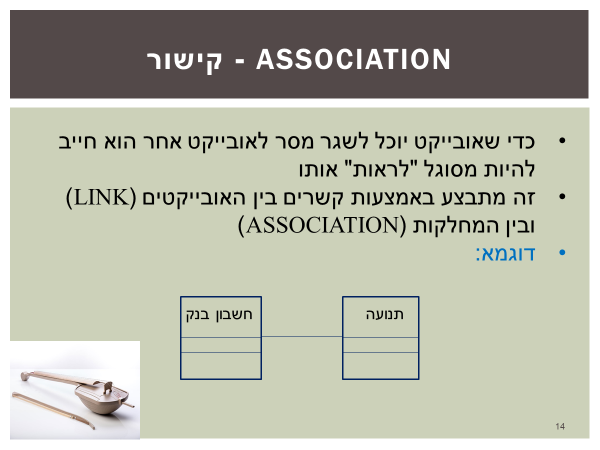 ASSOCIATION - קישור
• כדי שאובייקט יוכל לשגר מסר לאובייקט אחר הוא חייב
להיות מסוגל "לראות" אותו
• זה מתבצע באמצעות קשרים בין האובייקטים (LINK)
ובין המחלקות (ASSOCIATION)
• דוגמא:
תנועה
חשבון בנק
14